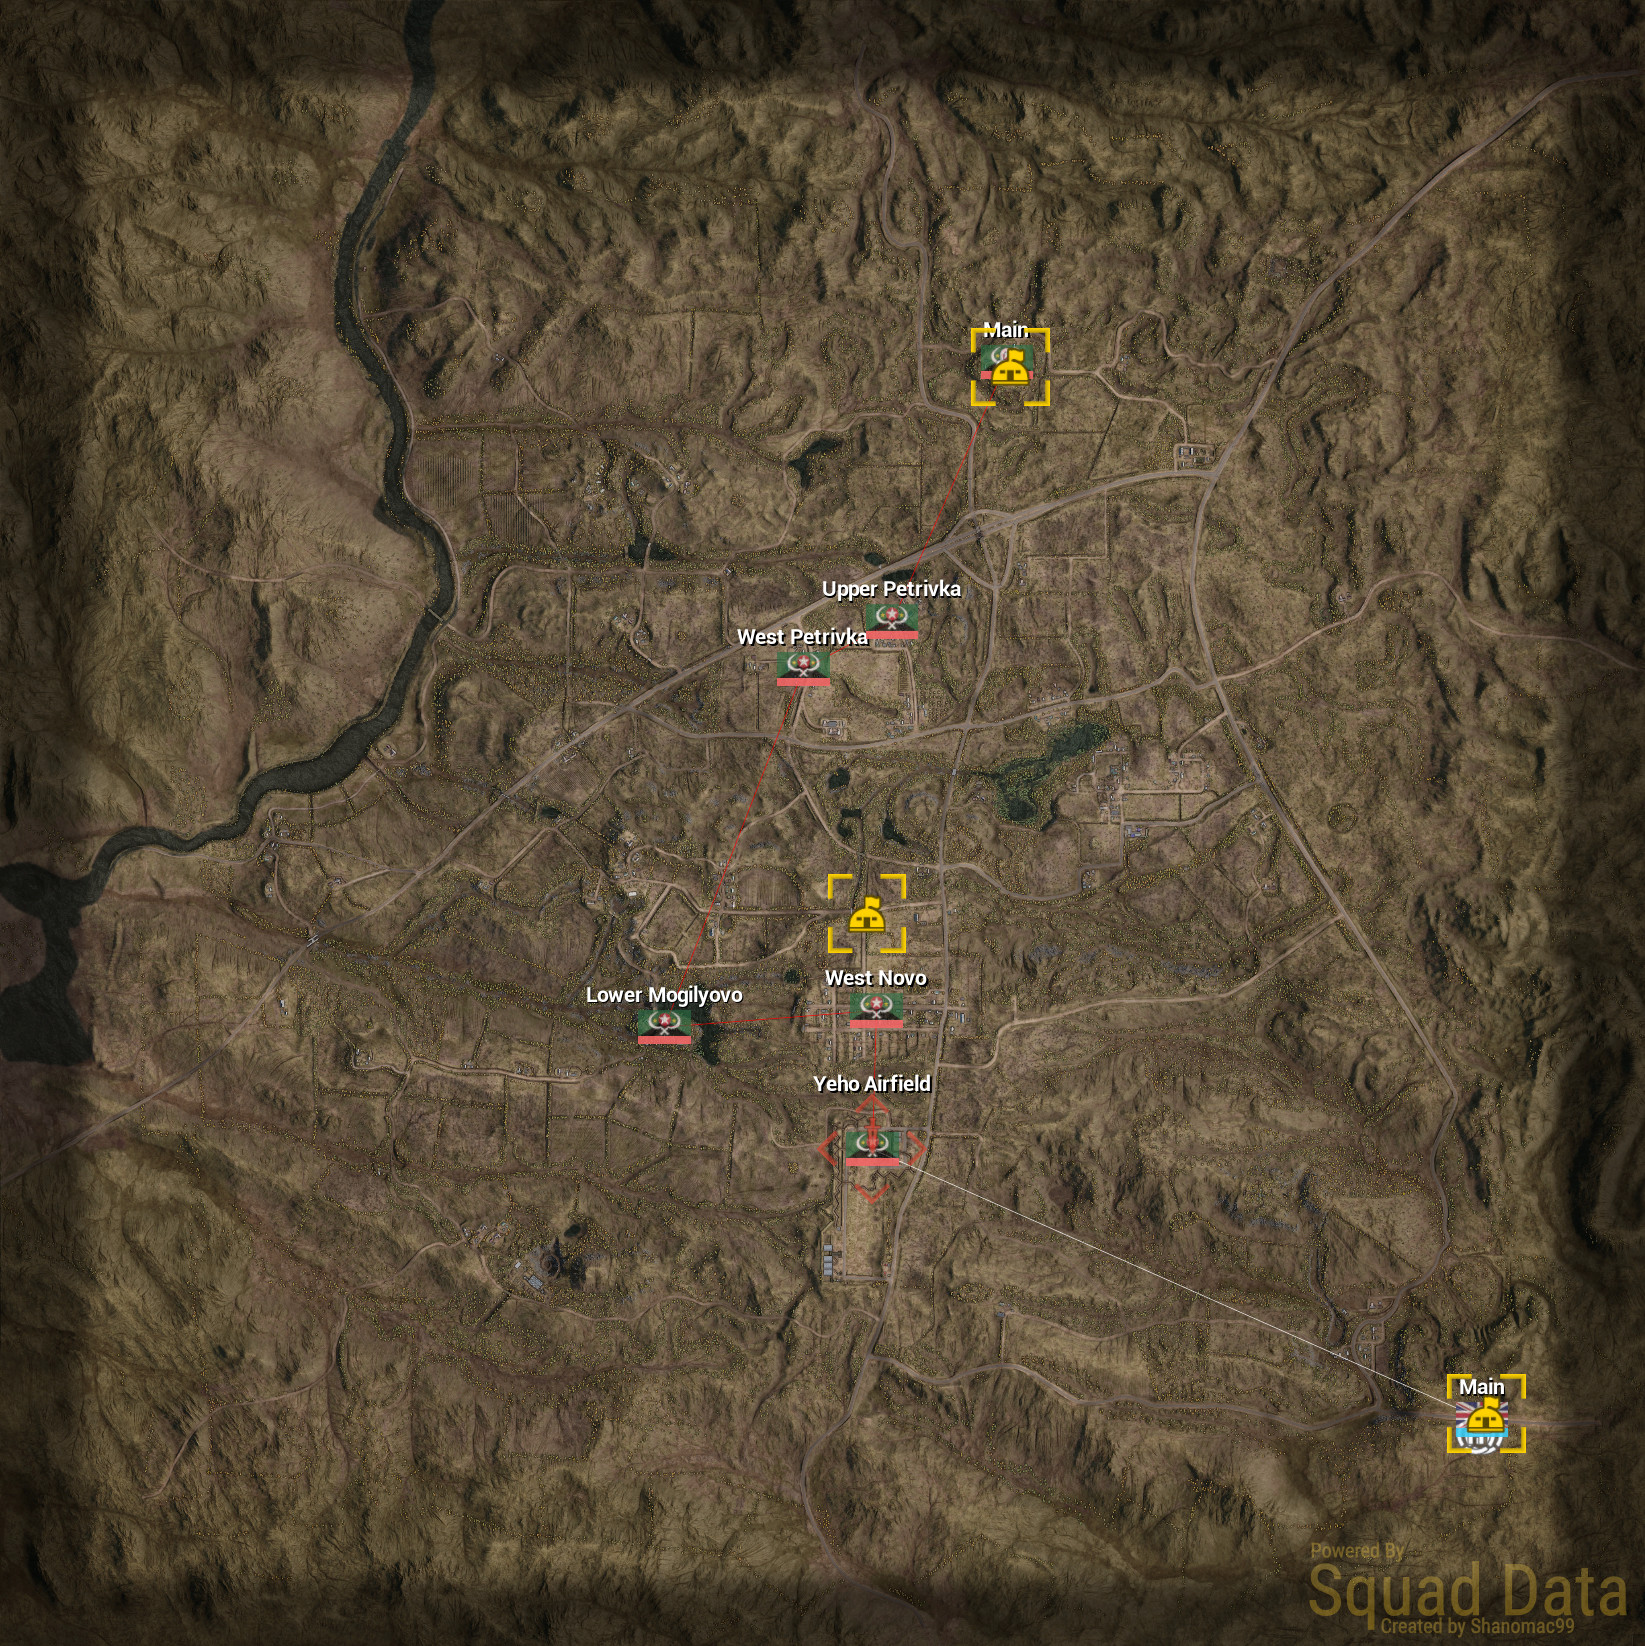 Main
Upper Petrivka
West Petrivka
West Novo
Lower Mogilyovo
Yeho Airfield
Main
Powered By
Squad Data
Created by Shanomac99